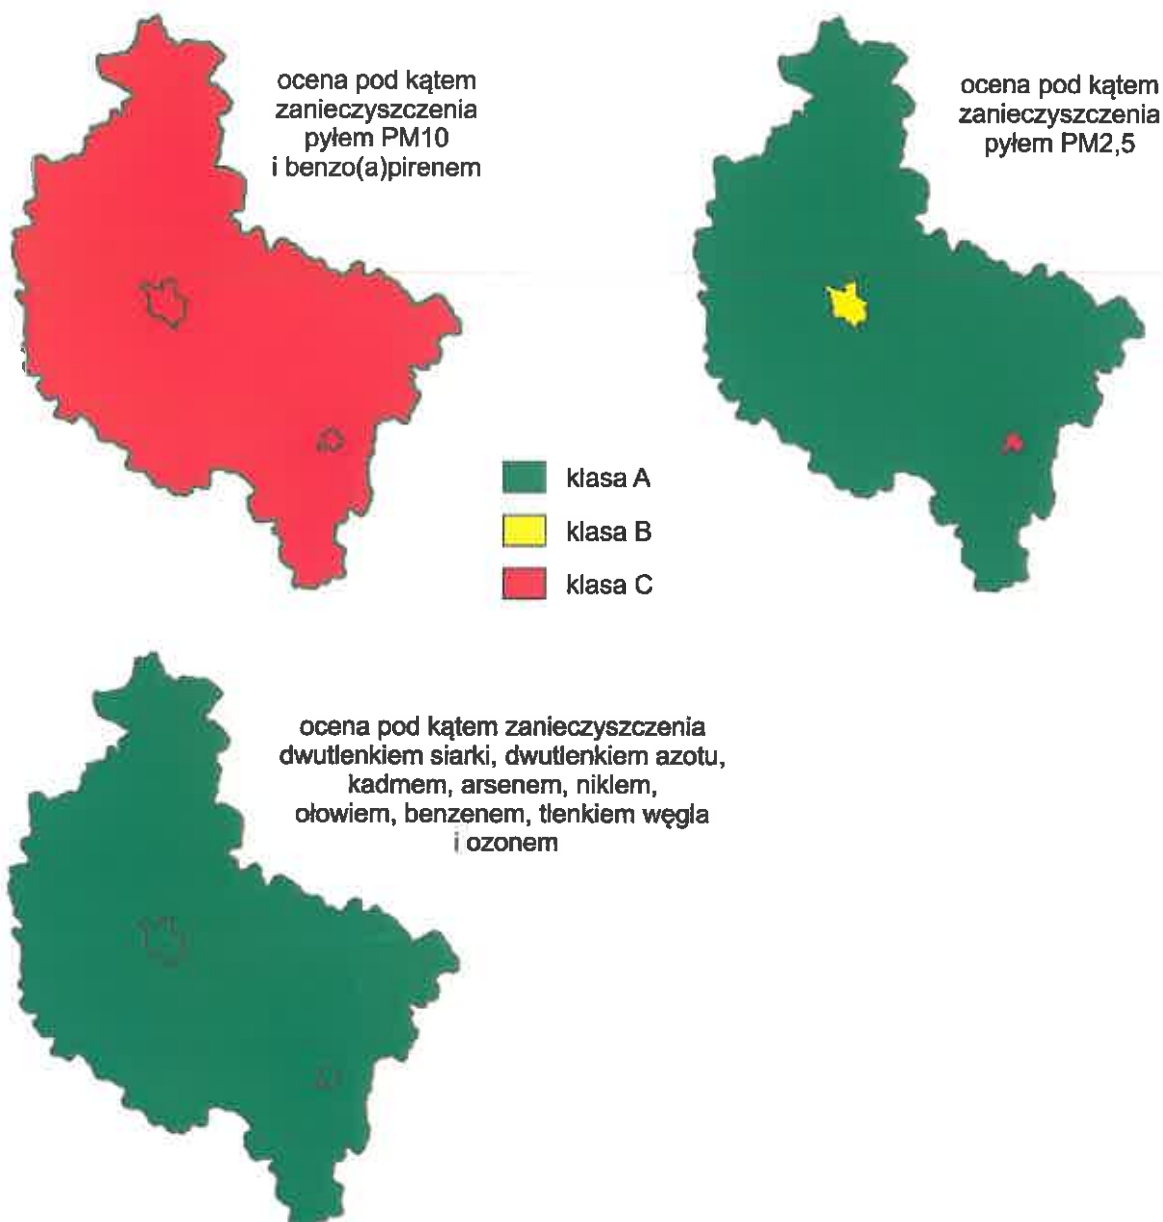 ocena pod kątem
zanieczyszczenia
pyłem PM10
i benzo(a)pirenem
ocena pod kątem
zanieczyszczenia
pyłem PM2,5
klasa A
klasa B
klasa C
ocena pod kątem zanieczyszczenia
dwutlenkiem siarki, dwutlenkiem azotu,
kadmem, arsenem, niklem,
ołowiem, benzenem, tlenkiem węgla
i ozonem